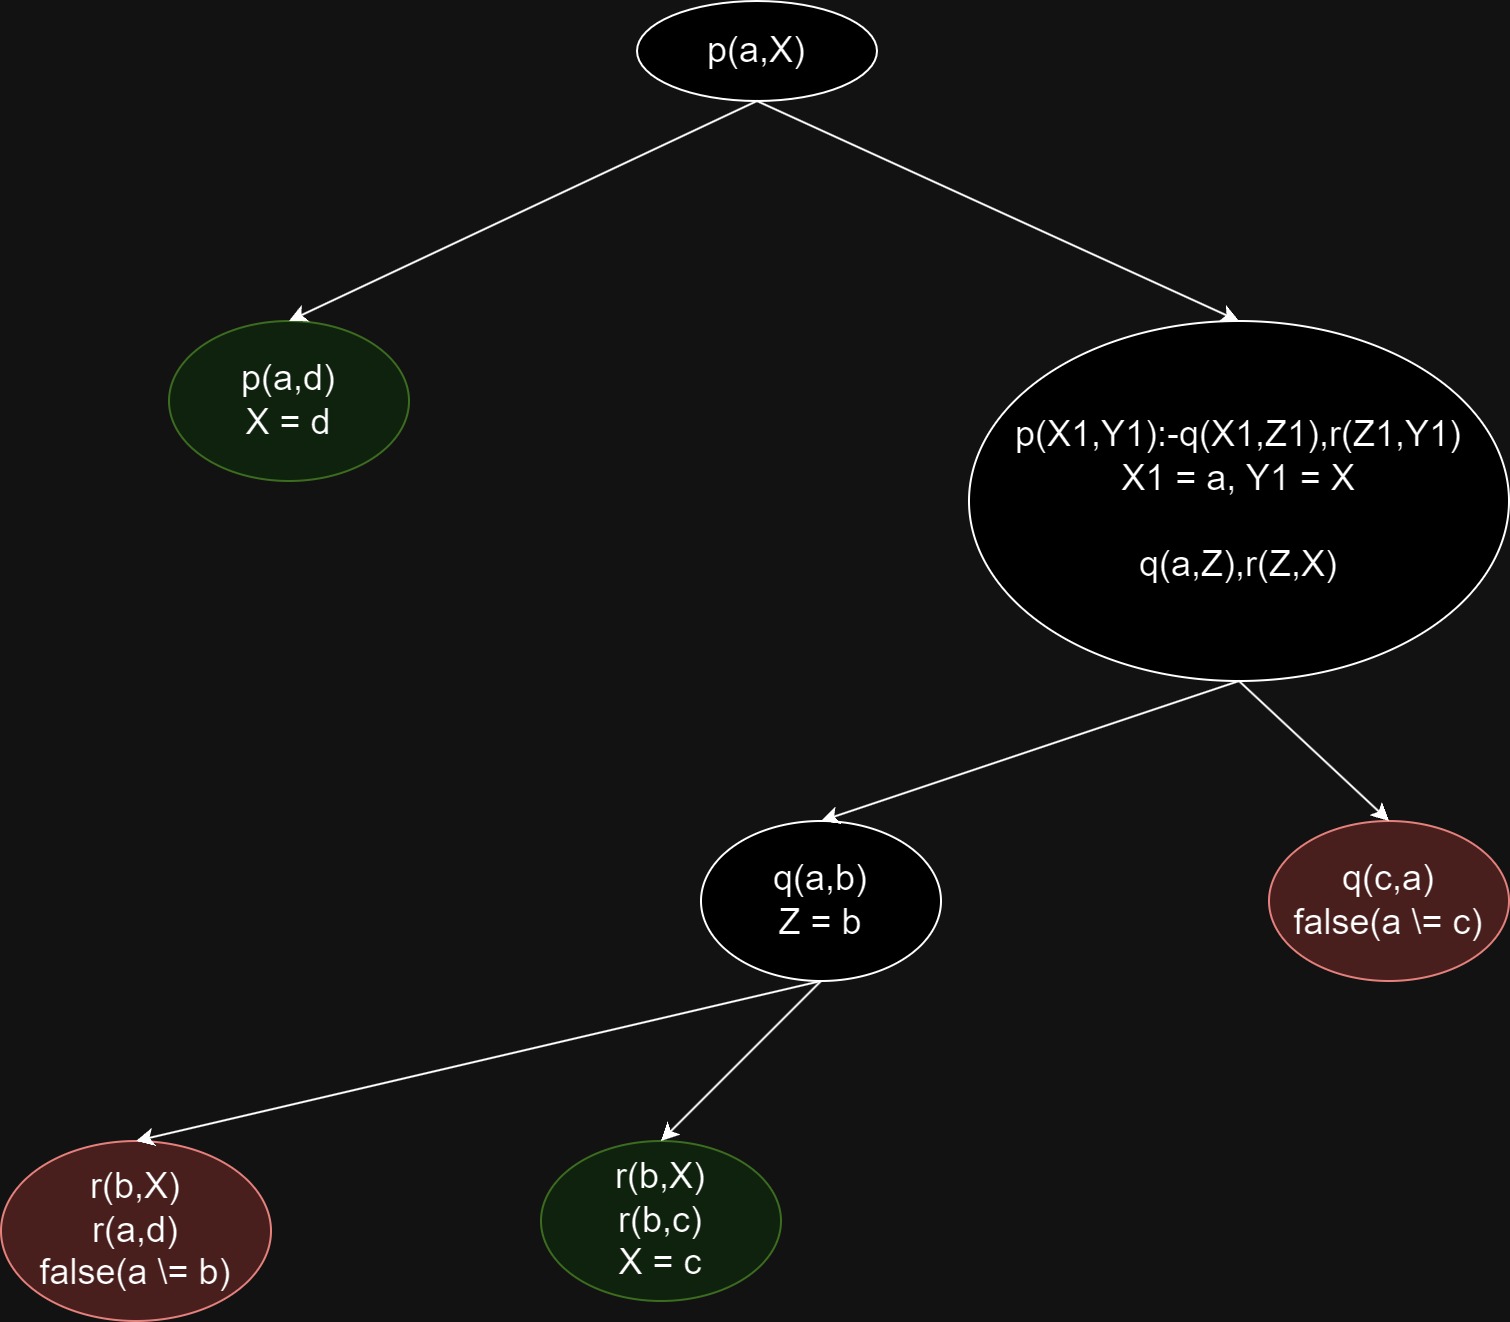 p(a,X)
p(a,d)
X = d
p(X1,Y1):-q(X1,Z1),r(Z1,Y1)
X1 = a, Y1 = X
q(a,Z),r(Z,X)
q(a,b)
Z = b
q(c,a)
false(a \= c)
r(b,X)
r(a,d)
false(a \= b)
r(b,X)
r(b,c)
X = c